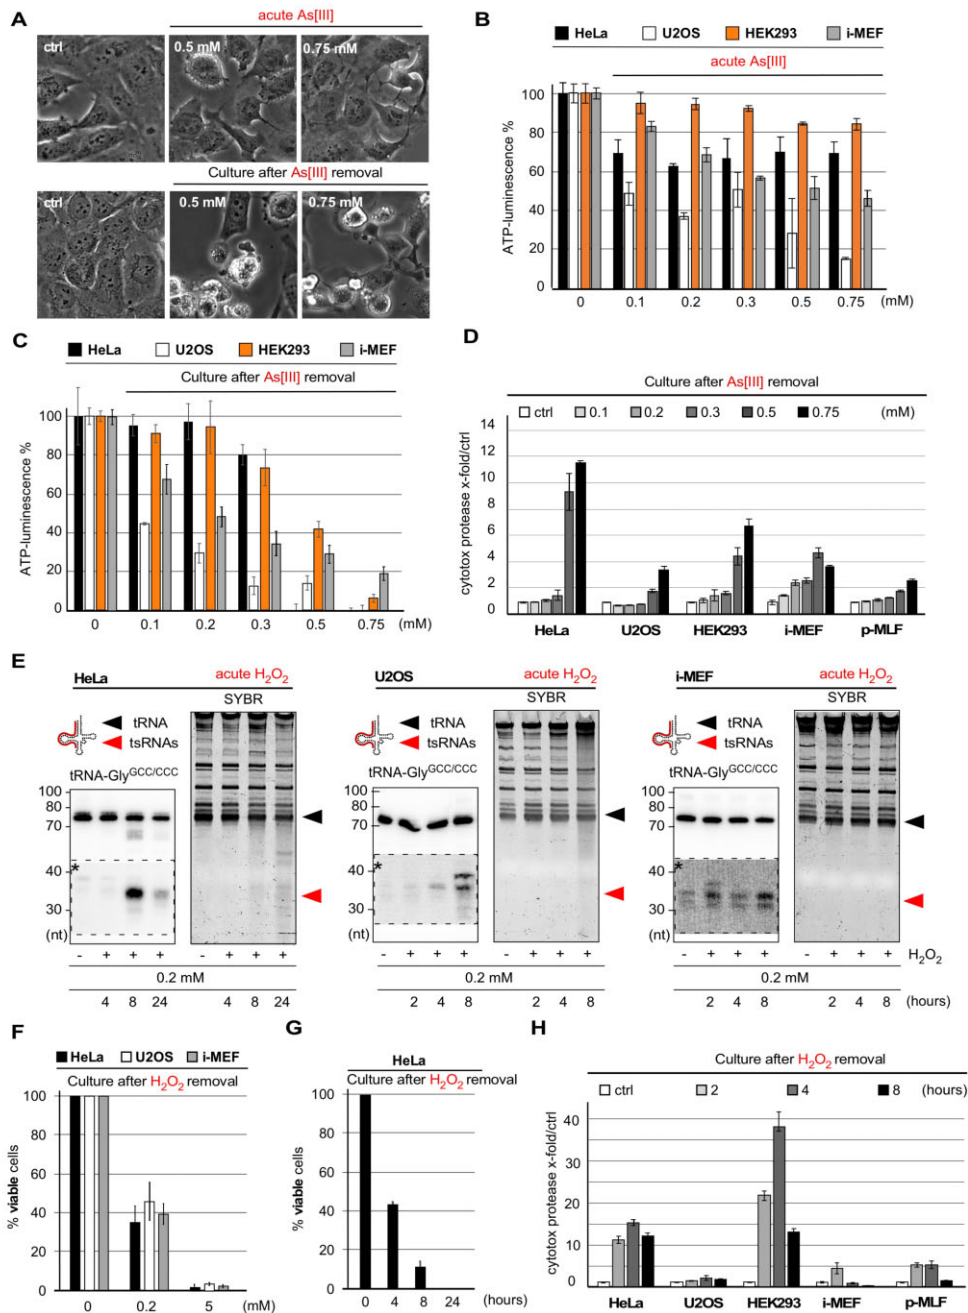 A
acute As[III]
ctrl
0.5 mM
0.75 mM
Culture after As[III] removal
ctrl
0.5 mM
0.75 mM
B
HeLa U2OS HEK293 i-MEF
acute As[III]
ATP-luminescence %
100
80
60
40
20
0
0 0.1 0.2 0.3 0.5 0.75 (mM)
C
HeLa U2OS HEK293 i-MEF
Culture after As[III] removal
ATP-luminescence %
100
80
60
40
20
0
0 0.1 0.2 0.3 0.5 0.75 (mM)
D
Culture after As[III] removal
ctrl 0.1 0.2 0.3 0.5 0.75 (mM)
cytotox protease x-fold/ctrl
14
12
10
8
6
4
2
0
HeLa U2OS HEK293 i-MEF p-MLF
E
HeLa acute H2O2
SYBR
tRNA
tsRNAs
tRNA-GlyGCC/CCC
100
80
70
*
40
30
(nt)
- + + + - + + +
0.2 mM
4 8 24 4 8 24
U2OS acute H2O2
SYBR
tRNA
tsRNAs
tRNA-GlyGCC/CCC
100
80
70
*
40
30
(nt)
- + + + - + + +
0.2 mM
2 4 8 2 4 8
i-MEF acute H2O2
SYBR
tRNA
tsRNAs
tRNA-GlyGCC/CCC
100
80
70
*
40
30
(nt)
- + + + - + + + H2O2
0.2 mM
2 4 8 2 4 8 (hours)
F
HeLa U2OS i-MEF
Culture after H2O2 removal
% viable cells
100
80
60
40
20
0
0 0.2 5 (mM)
G
HeLa
Culture after H2O2 removal
% viable cells
100
80
60
40
20
0
0 4 8 24 (hours)
H
Culture after H2O2 removal
ctrl 2 4 8 (hours)
cytotox protease x-fold/ctrl
40
30
20
10
0
HeLa U2OS HEK293 i-MEF p-MLF